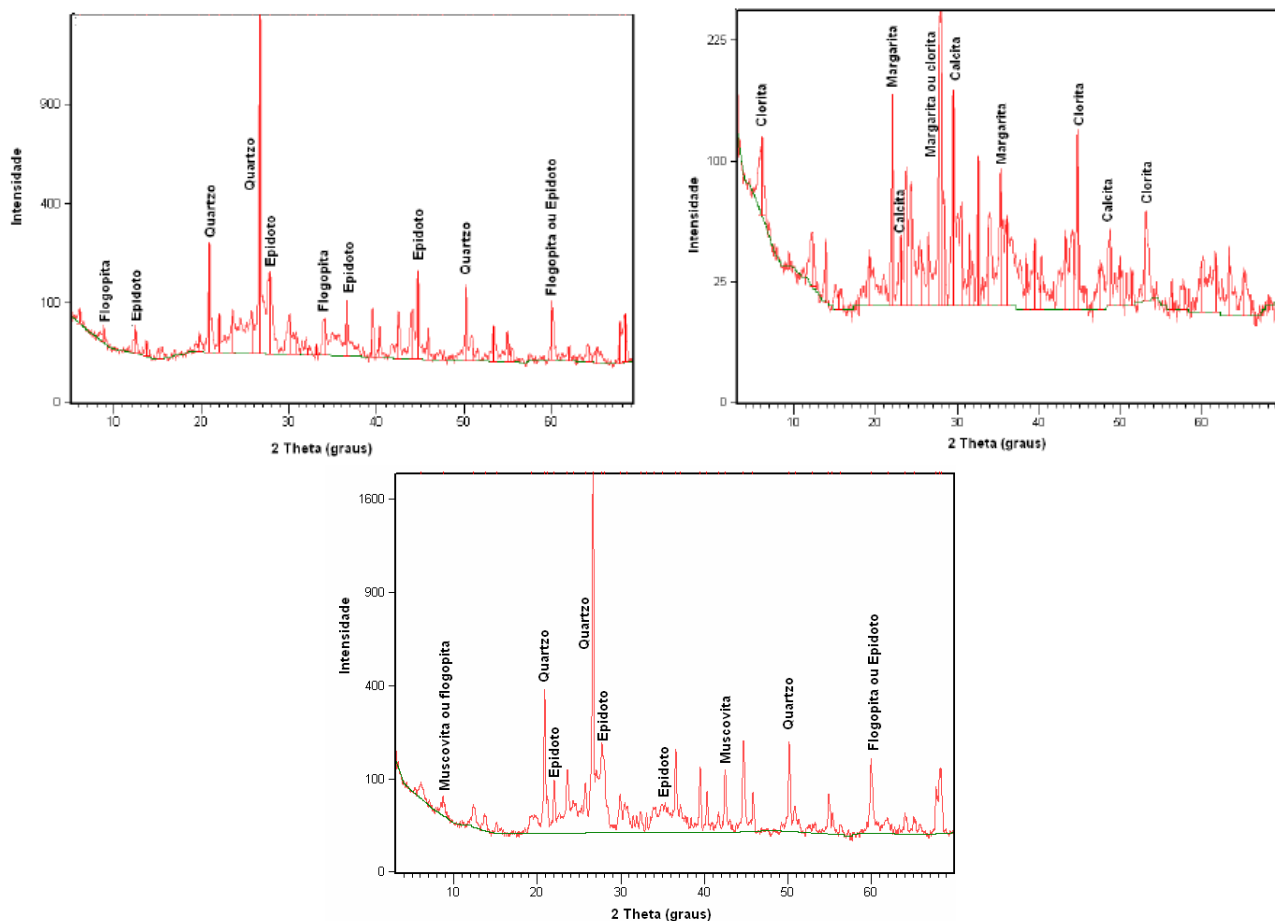 900
400
100
0
10
20
30
40
50
60
Intensidade
2 Theta (graus)
Flogopita
Epidoto
Quartzo
Quartzo
Epidoto
Flogopita
Epidoto
Epidoto
Quartzo
Flogopita ou Epidoto
225
100
25
0
10
20
30
40
50
60
Intensidade
2 Theta (graus)
Clorita
Margarita
Calcita
Margarita ou clorita
Calcita
Margarita
Clorita
Calcita
Clorita
1600
900
400
100
0
10
20
30
40
50
60
Intensidade
2 Theta (graus)
Muscovita ou flogopita
Quartzo
Epidoto
Quartzo
Epidoto
Epidoto
Muscovita
Quartzo
Flogopita ou Epidoto